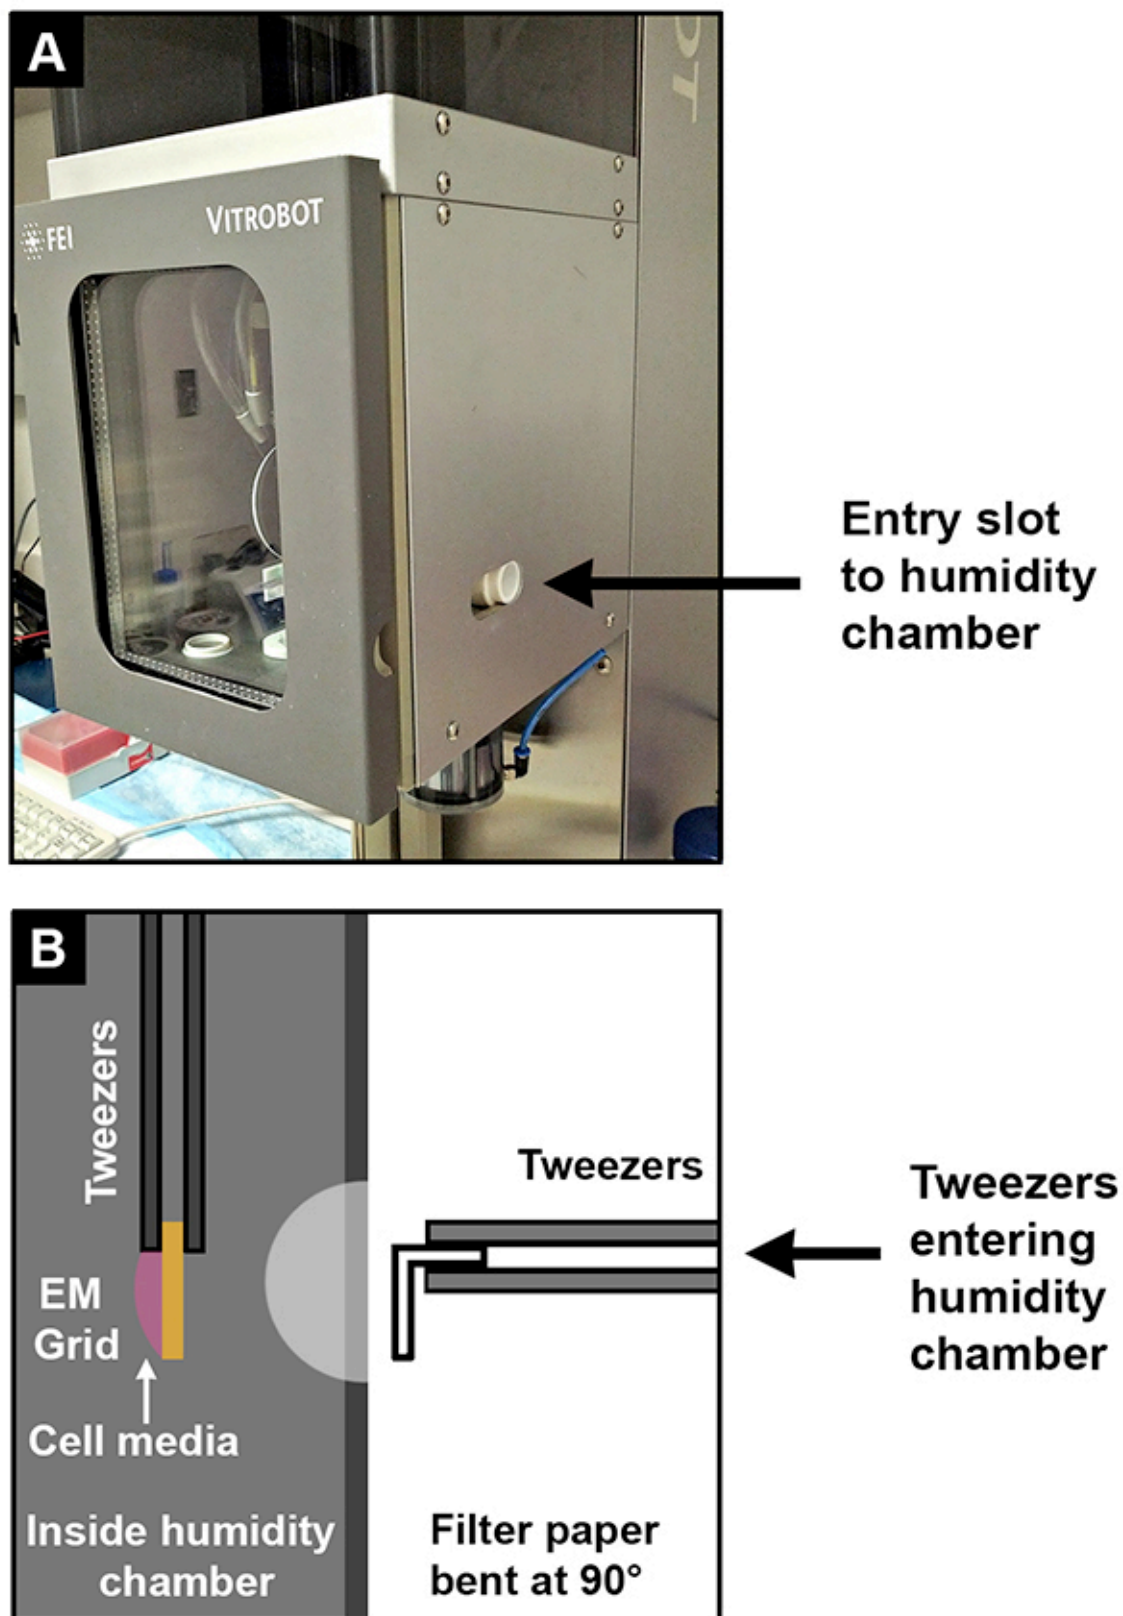 A
OT
FEI
VITROBOT
Entry slot
to humidity
chamber
B
Tweezers
EM
Grid
Cell media
Inside humidity
chamber
Tweezers
Filter paper
bent at 90°
Tweezers
entering
humidity
chamber